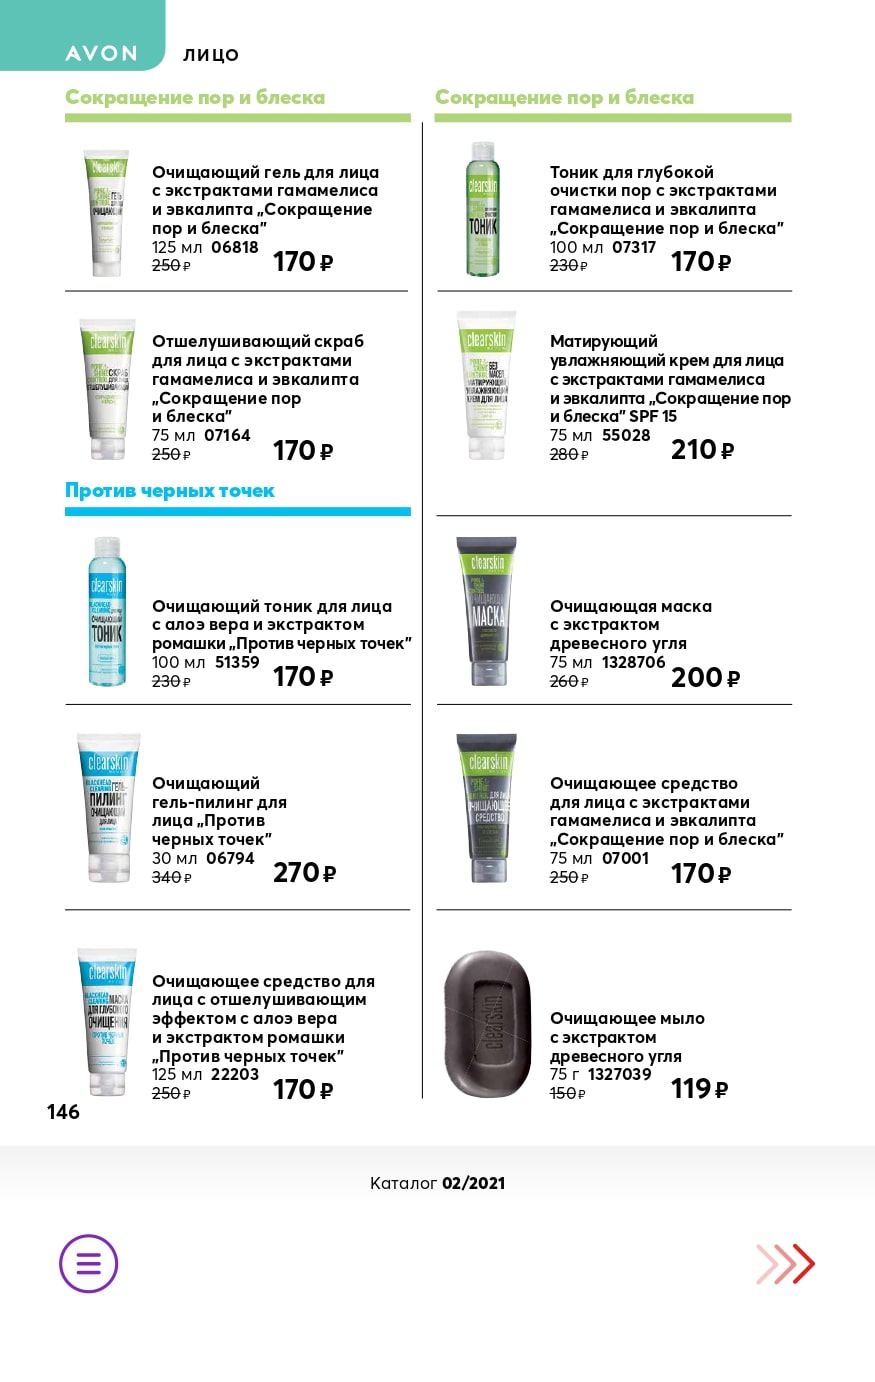 AVON
ЛИЦО
Сокращение пор и блеска
Очищающий гель для лица
с экстрактами гамамелиса
и эвкалипта „Сокращение
пор и блеска”
125 мл 06818
250 ₽
170 ₽
Отшелушивающий скраб
для лица с экстрактами
гамамелиса и эвкалипта
„Сокращение пор
и блеска”
75 мл 07164
250 ₽
170 ₽
Против черных точек
Очищающий тоник для лица
с алоэ вера и экстрактом
ромашки „Против черных точек”
100 мл 51359
230 ₽
170 ₽
Очищающий
гель-пилинг для
лица „Против
черных точек”
30 мл 06794
340 ₽
270 ₽
Очищающее средство для
лица с отшелушивающим
эффектом с алоэ вера
и экстрактом ромашки
„Против черных точек”
125 мл 22203
250 ₽
170 ₽
Сокращение пор и блеска
Тоник для глубокой
очистки пор с экстрактами
гамамелиса и эвкалипта
„Сокращение пор и блеска”
100 мл 07317
230 ₽
170 ₽
Матирующий
увлажняющий крем для лица
с экстрактами гамамелиса
и эвкалипта „Сокращение пор
и блеска” SPF 15
75 мл 55028
280 ₽
210 ₽
Очищающая маска
с экстрактом
древесного угля
75 мл 1328706
260 ₽
200 ₽
Очищающее средство
для лица с экстрактами
гамамелиса и эвкалипта
„Сокращение пор и блеска”
75 мл 07001
250 ₽
170 ₽
clearskin
Очищающее мыло
с экстрактом
древесного угля
75 г 1327039
150 ₽
119 ₽
146
Каталог 02/2021